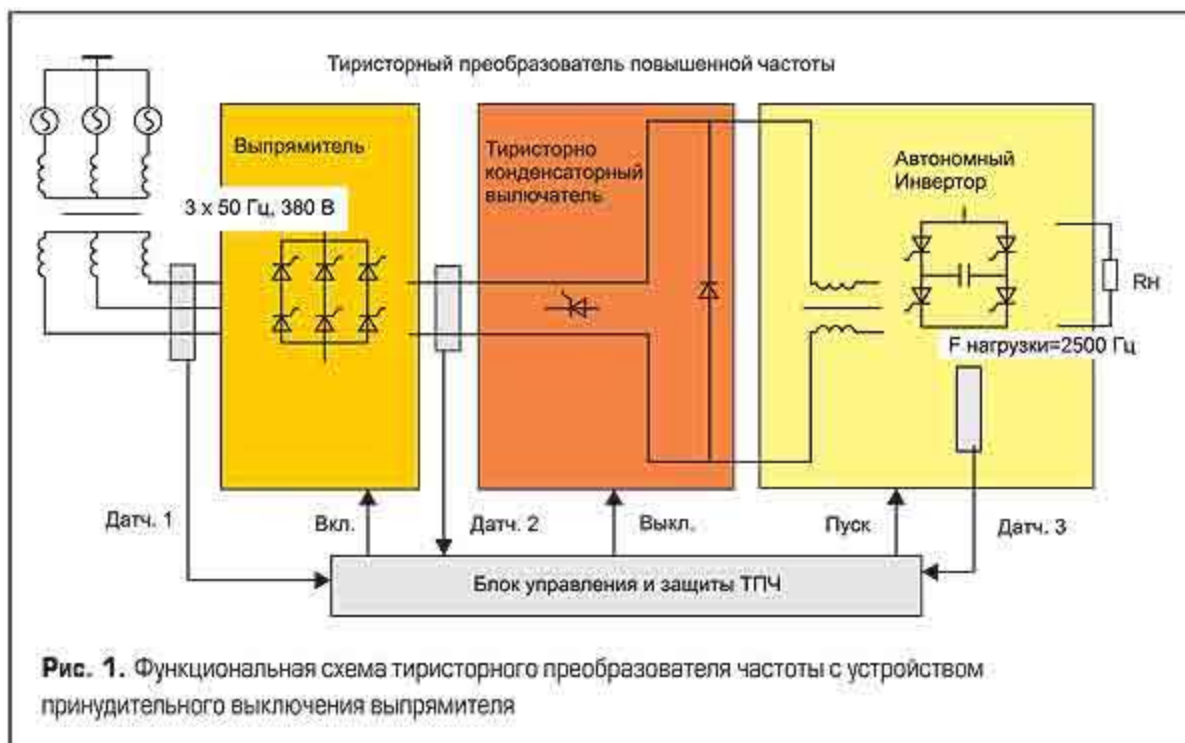 Тиристорный преобразователь повышенной частоты
Выпрямитель
3 x 50 Гц, 380 В
Тиристорно
конденсаторный
вылючатель
Автономный
Инвертор
Rн
F нагрузки=2500 Гц
Датч. 1
Вкл.
Датч. 2
Выкл.
Пуск
Датч. 3
Блок управления и защиты ТПЧ
Рис. 1. Функциональная схема тиристорного преобразователя частоты с устройством
принудительного выключения выпрямителя